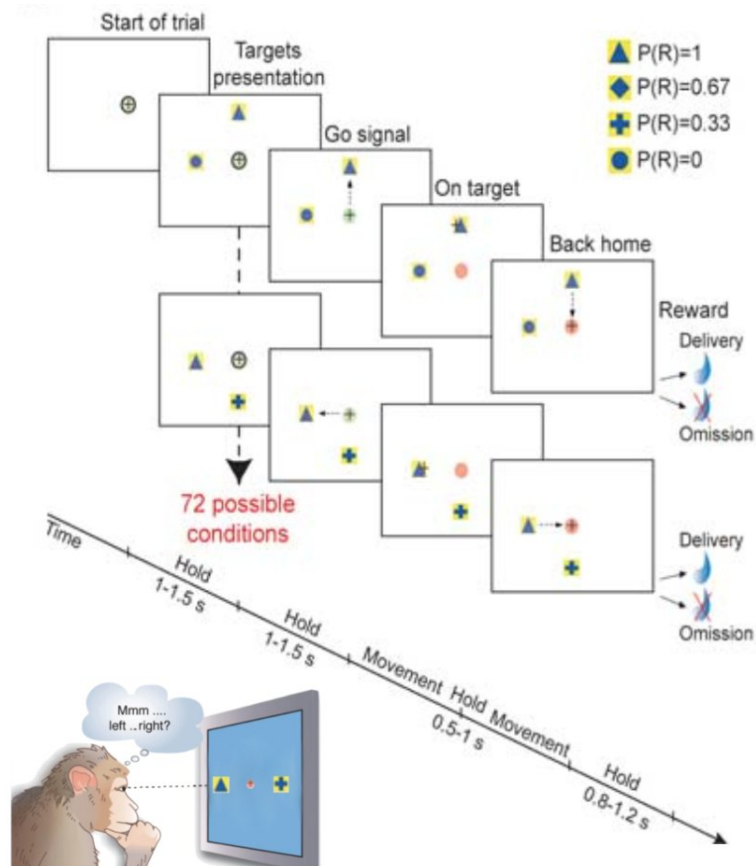 Start of trial
Targets
presentation
Go signal
On target
Back home
Reward
Delivery
Omission
P(R)=1
P(R)=0.67
P(R)=0.33
P(R)=0
72 possible
conditions
Delivery
Omission
Time
Hold
1-1.5 s
Hold
1-1.5 s
Movement
Hold
0.5-1 s
Movement
Hold
0.8-1.2 s
Mmm ....
left ..right?